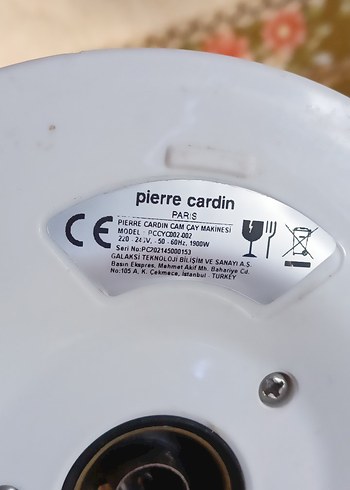 pierre cardin
PARIS
CE
PIERRE CARDIN CAM ÇAY MAKİNESİ
MODEL : PCCYC002-002
220 - 240V, - 50 - 60Hz, 1900W
Seri No:PC202145000153
GALAKSİ TEKNOLOJİ BİLİŞİM VE SANAYİ A.Ş.
Basın Ekspres, Mehmet Akif Mh. Bahariye Cd.
No:105 A, K. Çekmece, İstanbul - TURKEY